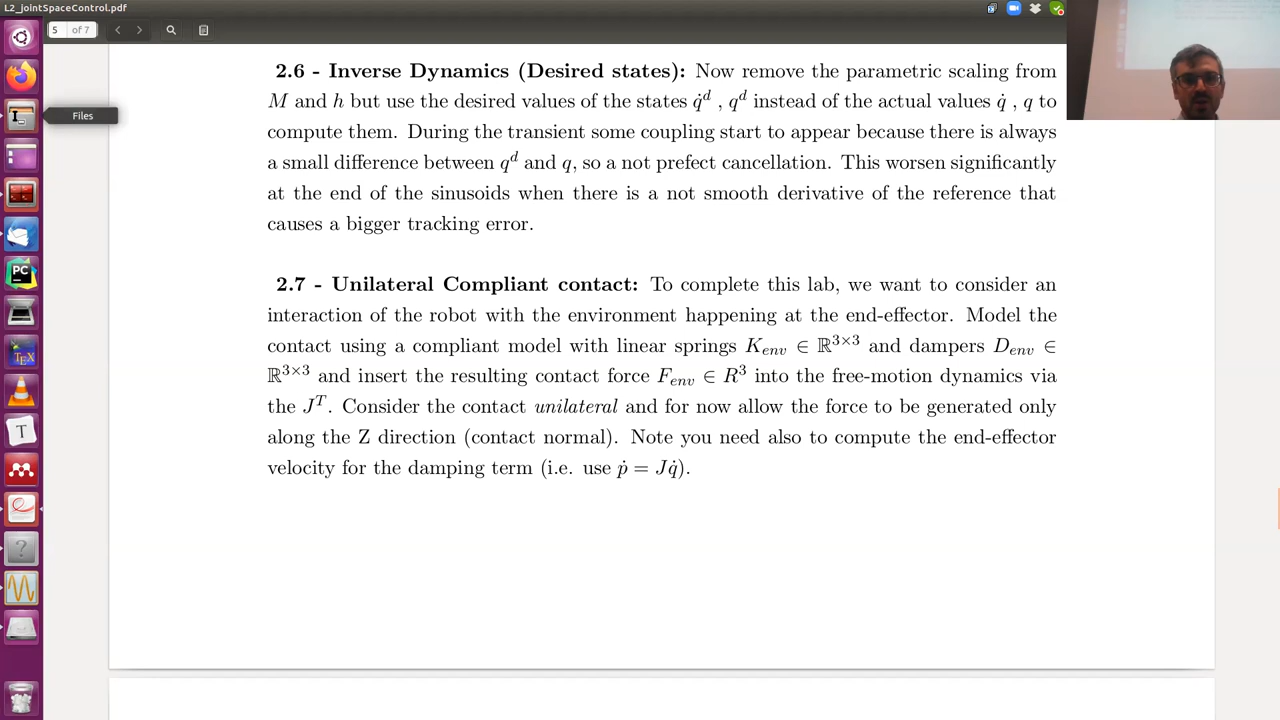 L2_jointSpaceControl.pdf
5 of 7
Files
2.6 - Inverse Dynamics (Desired states): Now remove the parametric scaling from
M and h but use the desired values of the states q̇ᵈ , qᵈ instead of the actual values q̇ , q to
compute them. During the transient some coupling start to appear because there is always
a small difference between qᵈ and q, so a not prefect cancellation. This worsen significantly
at the end of the sinusoids when there is a not smooth derivative of the reference that
causes a bigger tracking error.
2.7 - Unilateral Compliant contact: To complete this lab, we want to consider an
interaction of the robot with the environment happening at the end-effector. Model the
contact using a compliant model with linear springs K_env ∈ ℝ³ˣ³ and dampers D_env ∈
ℝ³ˣ³ and insert the resulting contact force F_env ∈ R³ into the free-motion dynamics via
the Jᵀ. Consider the contact unilateral and for now allow the force to be generated only
along the Z direction (contact normal). Note you need also to compute the end-effector
velocity for the damping term (i.e. use ṗ = Jq̇).
PC
TEX
T
?